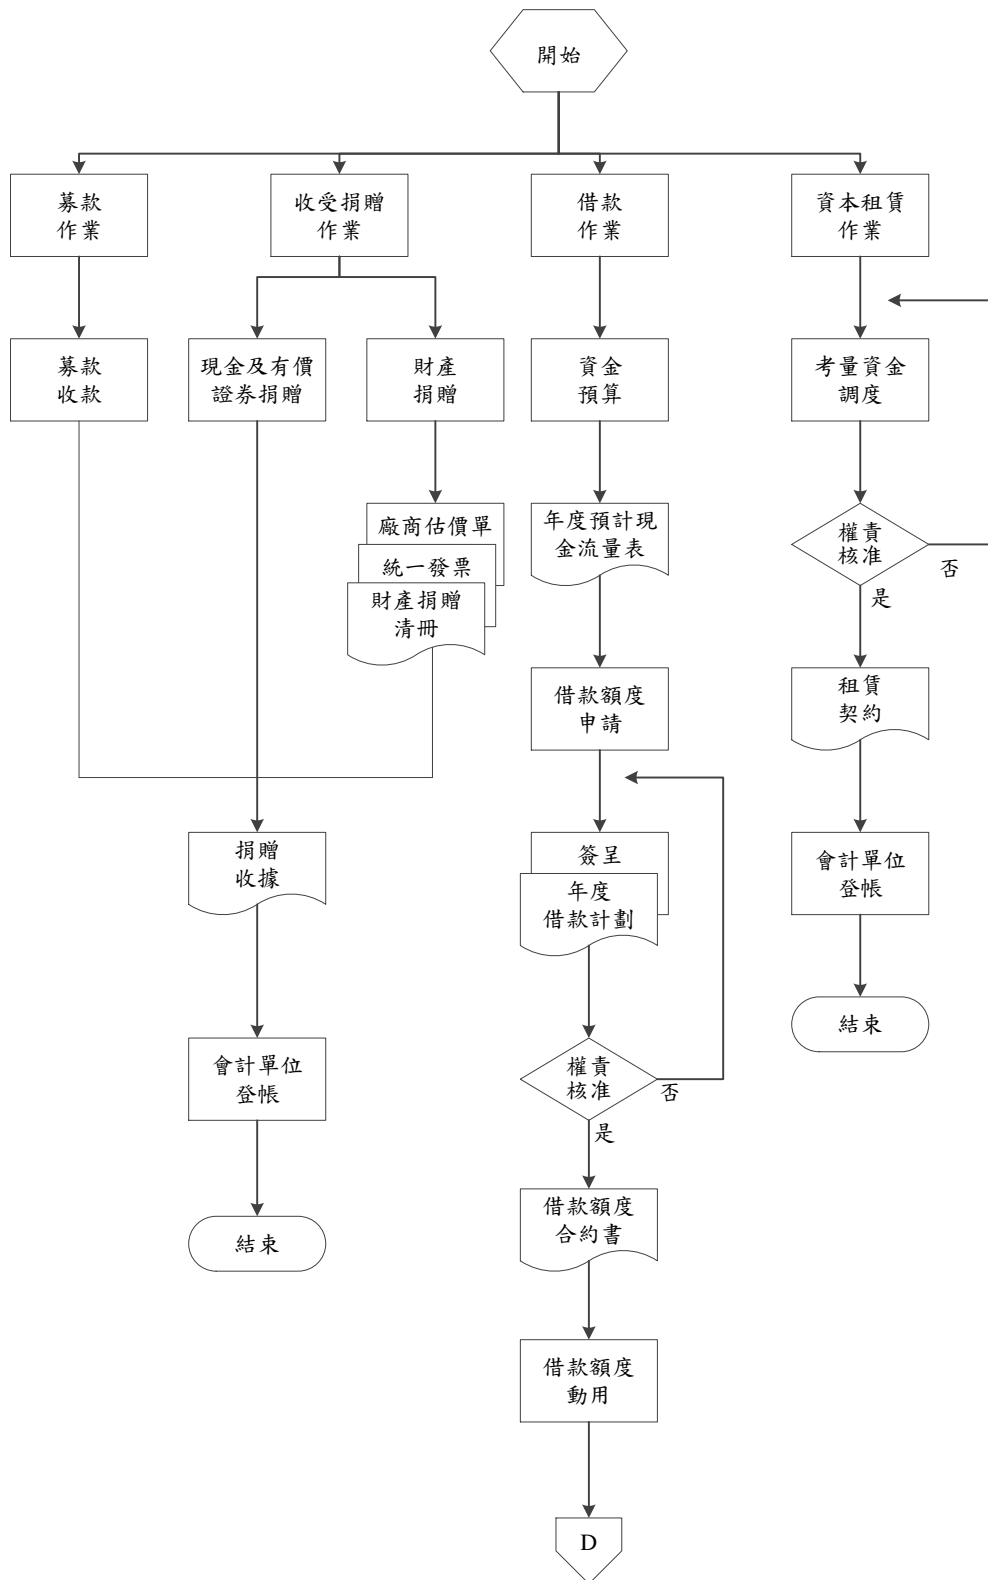 開始
募款
作業
收受捐贈
作業
借款
作業
資本租賃
作業
募款
收款
現金及有價
證券捐贈
財產
捐贈
資金
預算
考量資金
調度
廠商估價單
統一發票
財產捐贈
清冊
年度預計現
金流量表
權責
核准
否
是
借款額度
申請
租賃
契約
捐贈
收據
簽呈
年度
借款計劃
會計單位
登帳
結束
會計單位
登帳
權責
核准
否
是
結束
借款額度
合約書
借款額度
動用
D